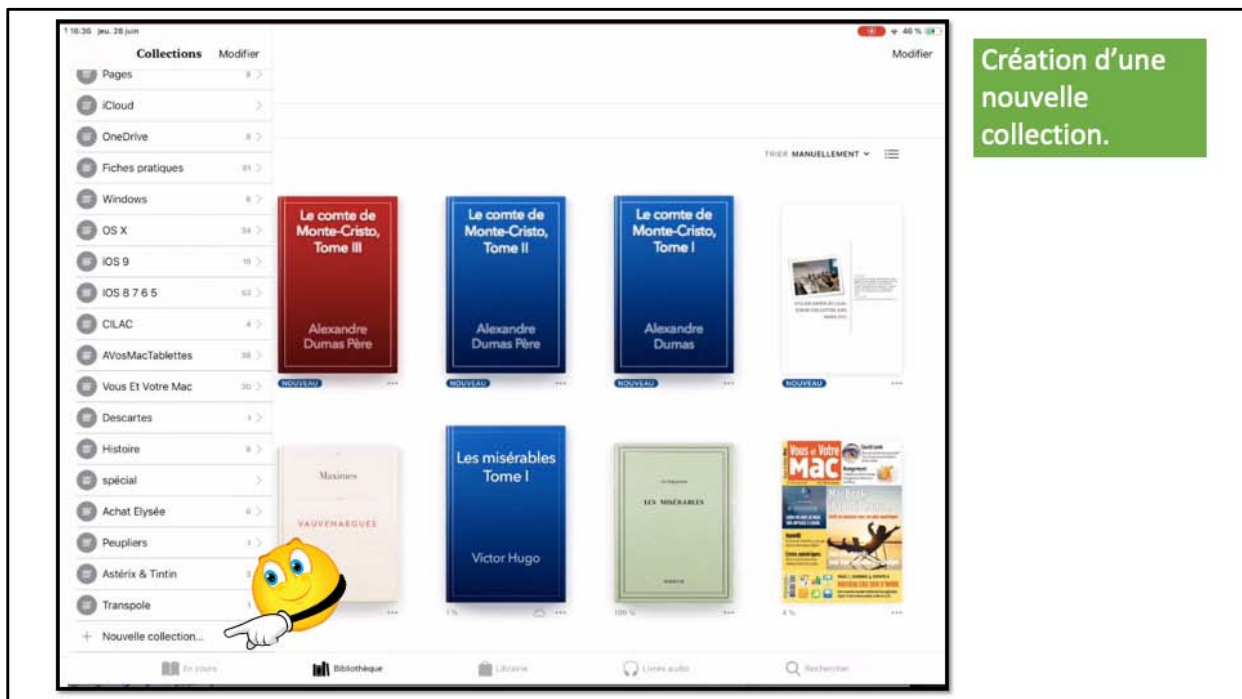 16:36 jeu. 28 juin
46 %
Collections Modifier
Modifier
Création d'une
nouvelle
collection.
Pages
iCloud
OneDrive
Fiches pratiques
Windows
OS X
iOS 9
IOS 8 7 6 5
CILAC
AVosMacTablettes
Vous Et Votre Mac
Descartes
Histoire
spécial
Achat Elysée
Peupliers
Astérix & Tintin
Transpole
+ Nouvelle collection...
TRIER MANUELLEMENT
Le comte de
Monte-Cristo,
Tome III
Alexandre
Dumas Père
NOUVEAU
Le comte de
Monte-Cristo,
Tome II
Alexandre
Dumas Père
NOUVEAU
Le comte de
Monte-Cristo,
Tome I
Alexandre
Dumas
NOUVEAU
NOUVEAU
Maximes
VAUVENARGUES
Les misérables
Tome I
Victor Hugo
1 %
LES MISÉRABLES
100 %
Vous et Votre
Mac
4 %
En cours
Bibliothèque
Librairie
Livres audio
Rechercher